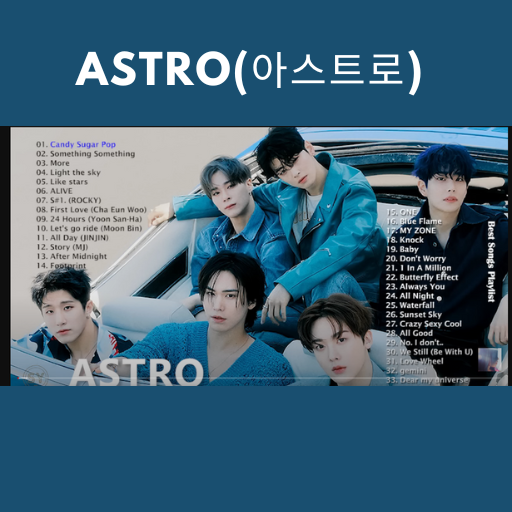 ASTRO(아스트로)
01. Candy Sugar Pop
02. Something Something
03. More
04. Light the sky
05. Like stars
06. ALIVE
07. S#1. (ROCKY)
08. First Love (Cha Eun Woo)
09. 24 Hours (Yoon San-Ha)
10. Let's go ride (Moon Bin)
11. All Day (JINJIN)
12. Story (MJ)
13. After Midnight
14. Footprint
15. ONE
16. Blue Flame
17. MY ZONE
18. Knock
19. Baby
20. Don't Worry
21. 1 In A Million
22. Butterfly Effect
23. Always You
24. All Night
25. Waterfall
26. Sunset Sky
27. Crazy Sexy Cool
28. All Good
29. No, I don't..
30. We Still (Be With U)
31. Love Wheel
32. gemini
33. Dear my universe
Best Songs Playlist
ASTRO